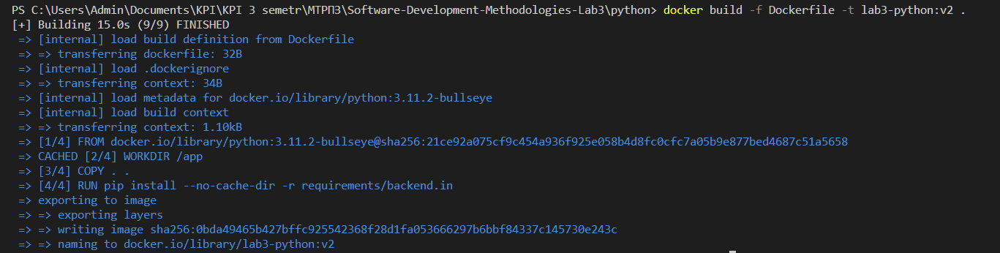 PS C:\Users\Admin\Documents\KPI\KPI 3 semetr\МТРПЗ\Software-Development-Methodologies-Lab3\python> docker build -f Dockerfile -t lab3-python:v2 .
[+] Building 15.0s (9/9) FINISHED
=> [internal] load build definition from Dockerfile
=> => transferring dockerfile: 32B
=> [internal] load .dockerignore
=> => transferring context: 34B
=> [internal] load metadata for docker.io/library/python:3.11.2-bullseye
=> [internal] load build context
=> => transferring context: 1.10kB
=> [1/4] FROM docker.io/library/python:3.11.2-bullseye@sha256:21ce92a075cf9c454a936f925e058b4d8fc0cfc7a05b9e877bed4687c51a5658
=> CACHED [2/4] WORKDIR /app
=> [3/4] COPY . .
=> [4/4] RUN pip install --no-cache-dir -r requirements/backend.in
=> exporting to image
=> => exporting layers
=> => writing image sha256:0bda49465b427bffc925542368f28d1fa053666297b6bbf84337c145730e243c
=> => naming to docker.io/library/lab3-python:v2